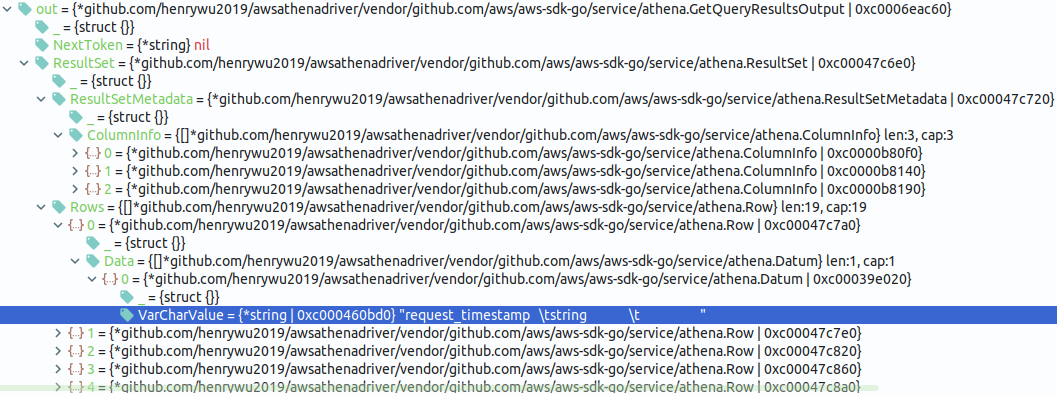 out = {*github.com/henrywu2019/awsathenadriver/vendor/github.com/aws/aws-sdk-go/service/athena.GetQueryResultsOutput | 0xc0006eac60}
_ = {struct {}}
NextToken = {*string} nil
ResultSet = {*github.com/henrywu2019/awsathenadriver/vendor/github.com/aws/aws-sdk-go/service/athena.ResultSet | 0xc00047c6e0}
_ = {struct {}}
ResultSetMetadata = {*github.com/henrywu2019/awsathenadriver/vendor/github.com/aws/aws-sdk-go/service/athena.ResultSetMetadata | 0xc00047c720}
_ = {struct {}}
ColumnInfo = {[]*github.com/henrywu2019/awsathenadriver/vendor/github.com/aws/aws-sdk-go/service/athena.ColumnInfo} len:3, cap:3
{...} 0 = {*github.com/henrywu2019/awsathenadriver/vendor/github.com/aws/aws-sdk-go/service/athena.ColumnInfo | 0xc0000b80f0}
{...} 1 = {*github.com/henrywu2019/awsathenadriver/vendor/github.com/aws/aws-sdk-go/service/athena.ColumnInfo | 0xc0000b8140}
{...} 2 = {*github.com/henrywu2019/awsathenadriver/vendor/github.com/aws/aws-sdk-go/service/athena.ColumnInfo | 0xc0000b8190}
Rows = {[]*github.com/henrywu2019/awsathenadriver/vendor/github.com/aws/aws-sdk-go/service/athena.Row} len:19, cap:19
{...} 0 = {*github.com/henrywu2019/awsathenadriver/vendor/github.com/aws/aws-sdk-go/service/athena.Row | 0xc00047c7a0}
_ = {struct {}}
Data = {[]*github.com/henrywu2019/awsathenadriver/vendor/github.com/aws/aws-sdk-go/service/athena.Datum} len:1, cap:1
{...} 0 = {*github.com/henrywu2019/awsathenadriver/vendor/github.com/aws/aws-sdk-go/service/athena.Datum | 0xc00039e020}
_ = {struct {}}
VarCharValue = {*string | 0xc000460bd0} "request_timestamp  \tstring              \t                    "
{...} 1 = {*github.com/henrywu2019/awsathenadriver/vendor/github.com/aws/aws-sdk-go/service/athena.Row | 0xc00047c7e0}
{...} 2 = {*github.com/henrywu2019/awsathenadriver/vendor/github.com/aws/aws-sdk-go/service/athena.Row | 0xc00047c820}
{...} 3 = {*github.com/henrywu2019/awsathenadriver/vendor/github.com/aws/aws-sdk-go/service/athena.Row | 0xc00047c860}
{...} 4 = {*github.com/henrywu2019/awsathenadriver/vendor/github.com/aws/aws-sdk-go/service/athena.Row | 0xc00047c8a0}